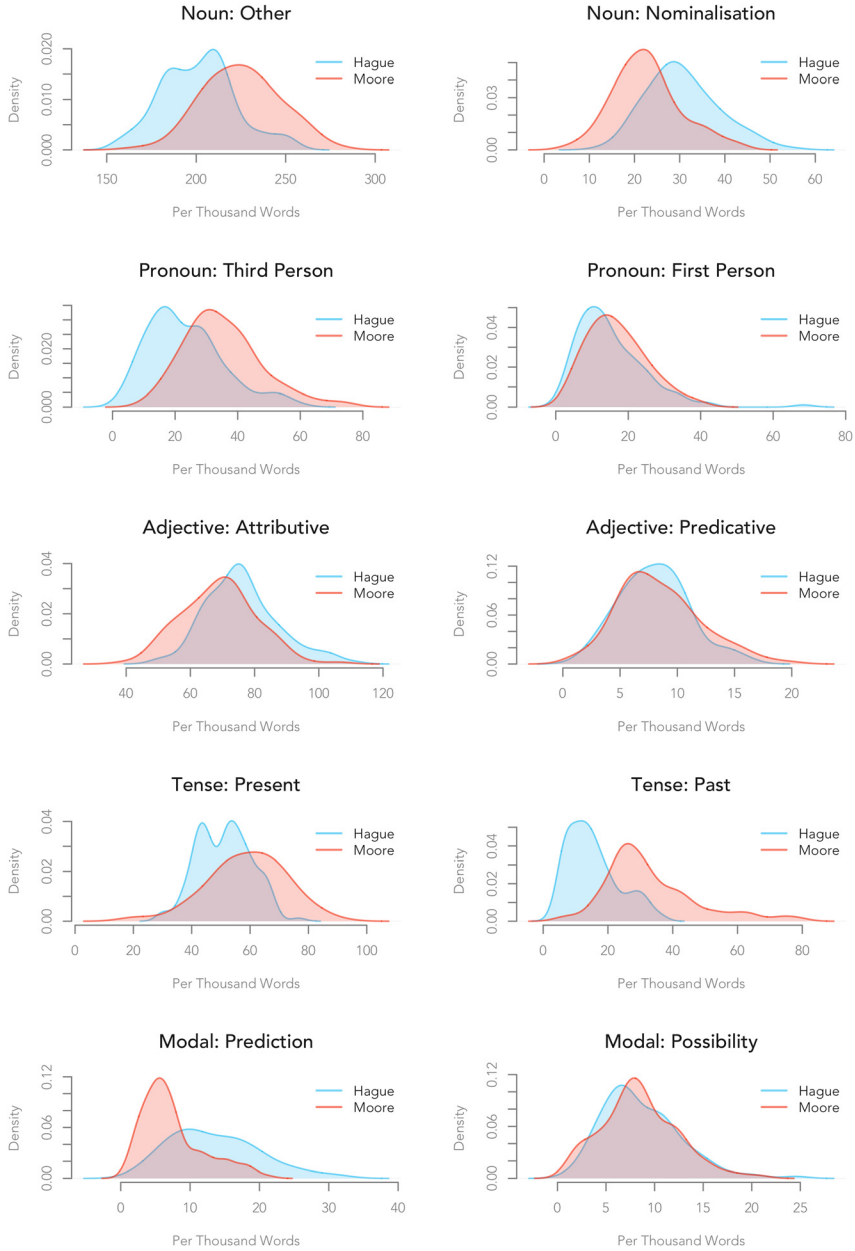 Noun: Other
Density
0.000 0.010 0.020
Hague
Moore
150 200 250 300
Per Thousand Words
Noun: Nominalisation
Density
0.00 0.03
Hague
Moore
0 10 20 30 40 50 60
Per Thousand Words
Pronoun: Third Person
Density
0.000 0.020
Hague
Moore
0 20 40 60 80
Per Thousand Words
Pronoun: First Person
Density
0.00 0.02 0.04
Hague
Moore
0 20 40 60 80
Per Thousand Words
Adjective: Attributive
Density
0.00 0.02 0.04
Hague
Moore
40 60 80 100 120
Per Thousand Words
Adjective: Predicative
Density
0.00 0.06 0.12
Hague
Moore
0 5 10 15 20
Per Thousand Words
Tense: Present
Density
0.00 0.02 0.04
Hague
Moore
0 20 40 60 80 100
Per Thousand Words
Tense: Past
Density
0.00 0.02 0.04
Hague
Moore
0 20 40 60 80
Per Thousand Words
Modal: Prediction
Density
0.00 0.06 0.12
Hague
Moore
0 10 20 30 40
Per Thousand Words
Modal: Possibility
Density
0.00 0.06 0.12
Hague
Moore
0 5 10 15 20 25
Per Thousand Words